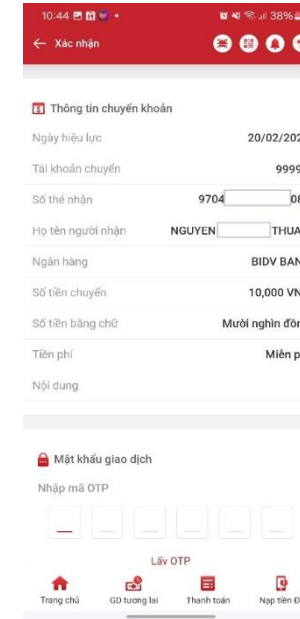 10:44 38%
Xác nhận
Thông tin chuyển khoản
Ngày hiệu lực 20/02/202
Tài khoản chuyển 9999
Số thẻ nhận 9704 08
Họ tên người nhận NGUYEN THUA
Ngân hàng BIDV BAN
Số tiền chuyển 10,000 VN
Số tiền bằng chữ Mười nghìn đồn
Tiền phí Miễn p
Nội dung
Mật khẩu giao dịch
Nhập mã OTP
Lấy OTP
Trang chủ GD tương lai Thanh toán Nạp tiền Đ